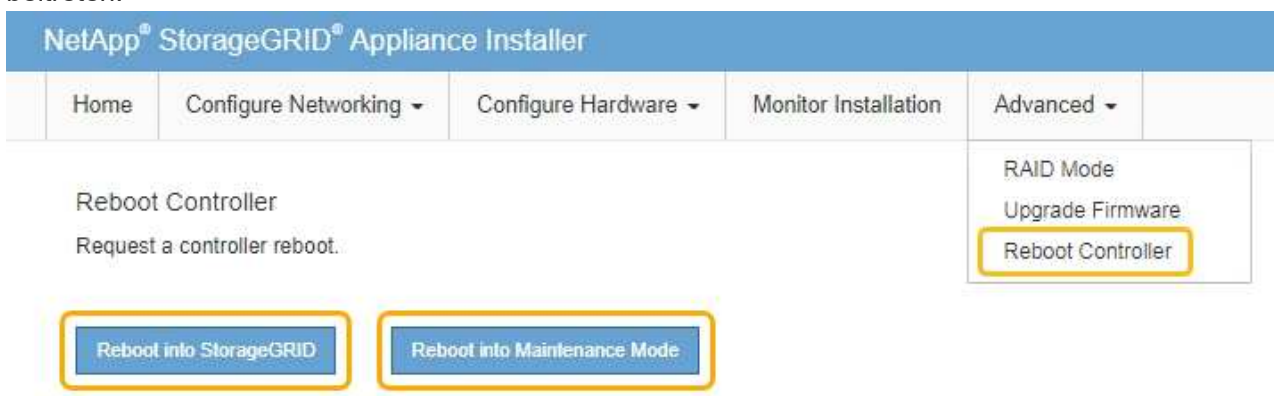 NetApp® StorageGRID® Appliance Installer
Home Configure Networking Configure Hardware Monitor Installation Advanced
RAID Mode
Upgrade Firmware
Reboot Controller
Reboot Controller
Request a controller reboot.
Reboot into StorageGRID Reboot into Maintenance Mode